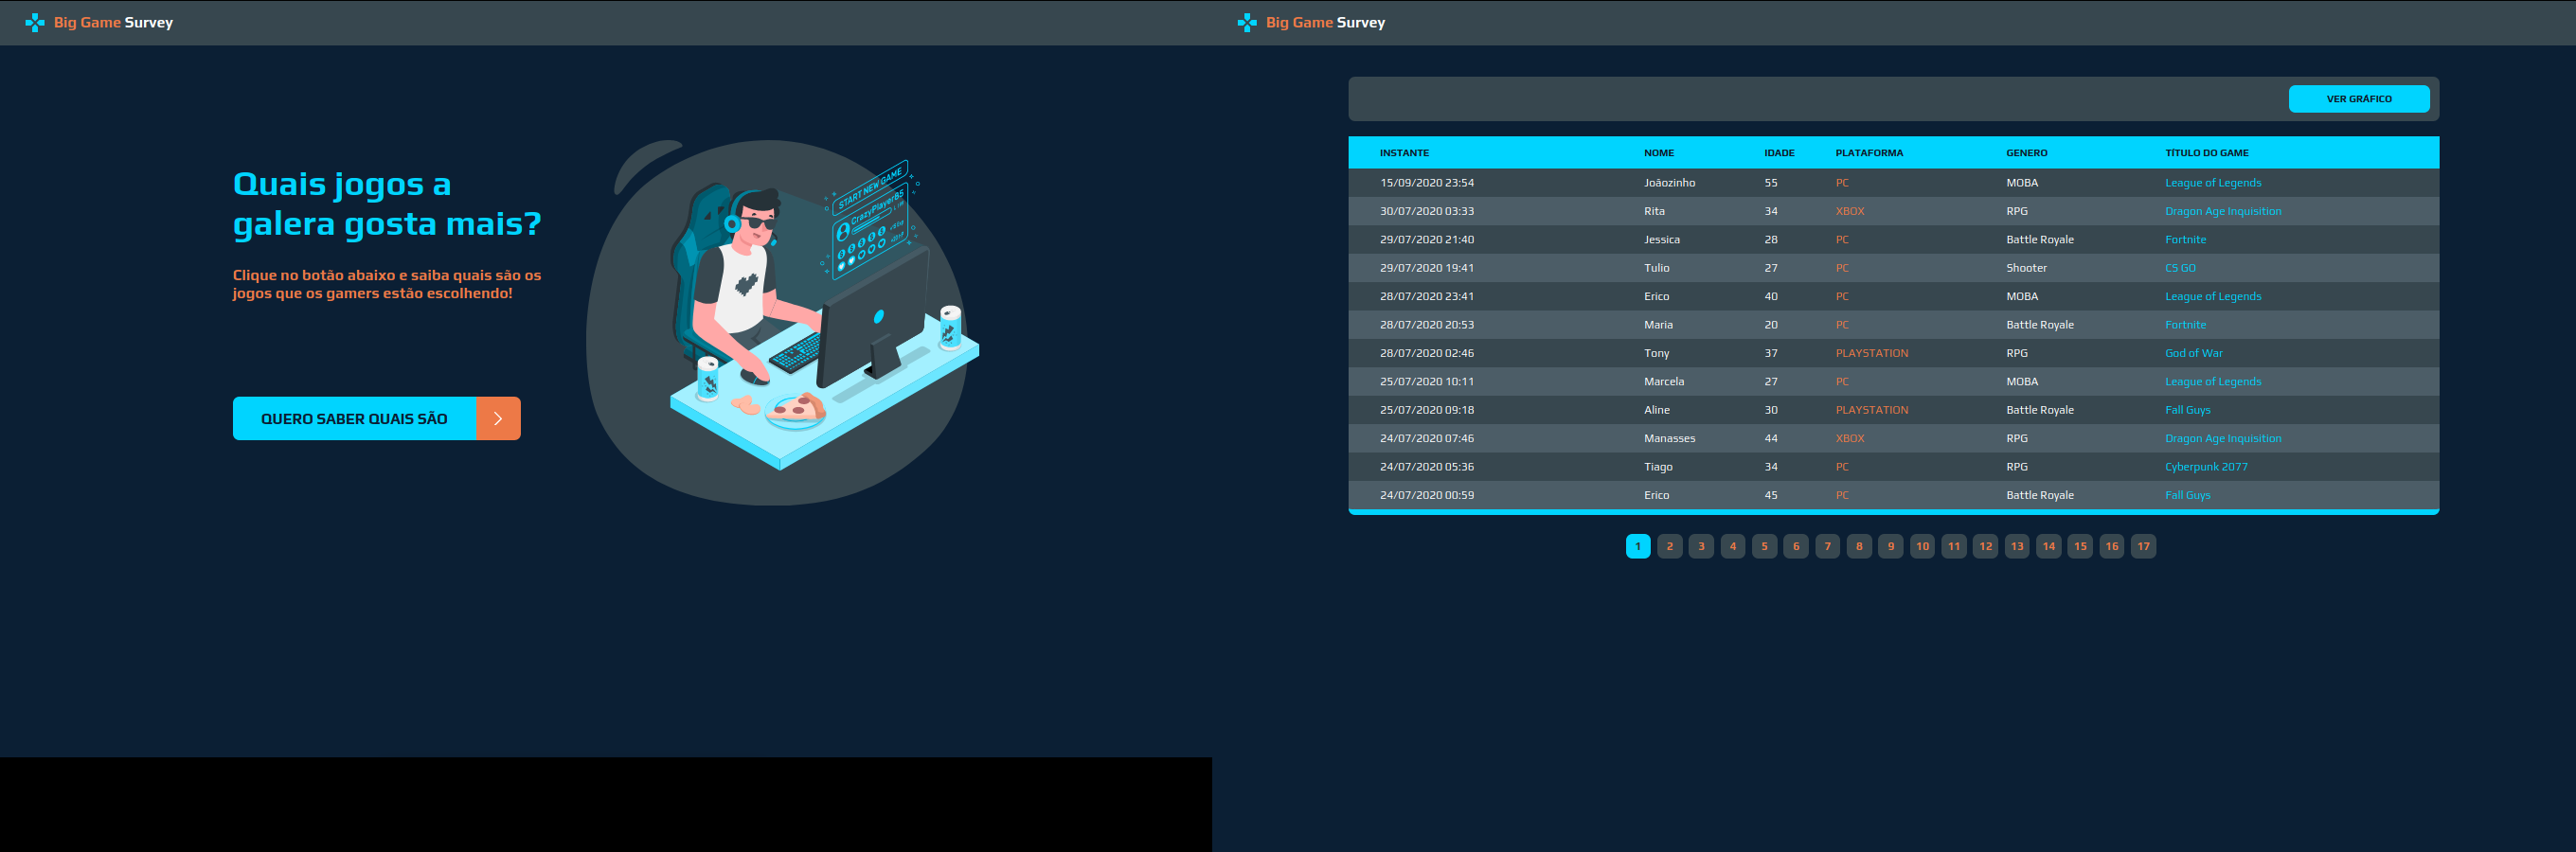 Big Game Survey
Quais jogos a
galera gosta mais?
Clique no botão abaixo e saiba quais são os
jogos que os gamers estão escolhendo!
QUERO SABER QUAIS SÃO
START NEW GAME
CrazyPlayer85
Big Game Survey
VER GRÁFICO
INSTANTE NOME IDADE PLATAFORMA GENERO TÍTULO DO GAME
15/09/2020 23:54 Joãozinho 55 PC MOBA League of Legends
30/07/2020 03:33 Rita 34 XBOX RPG Dragon Age Inquisition
29/07/2020 21:40 Jessica 28 PC Battle Royale Fortnite
29/07/2020 19:41 Tulio 27 PC Shooter CS GO
28/07/2020 23:41 Erico 40 PC MOBA League of Legends
28/07/2020 20:53 Maria 20 PC Battle Royale Fortnite
28/07/2020 02:46 Tony 37 PLAYSTATION RPG God of War
25/07/2020 10:11 Marcela 27 PC MOBA League of Legends
25/07/2020 09:18 Aline 30 PLAYSTATION Battle Royale Fall Guys
24/07/2020 07:46 Manasses 44 XBOX RPG Dragon Age Inquisition
24/07/2020 05:36 Tiago 34 PC RPG Cyberpunk 2077
24/07/2020 00:59 Erico 45 PC Battle Royale Fall Guys
1 2 3 4 5 6 7 8 9 10 11 12 13 14 15 16 17